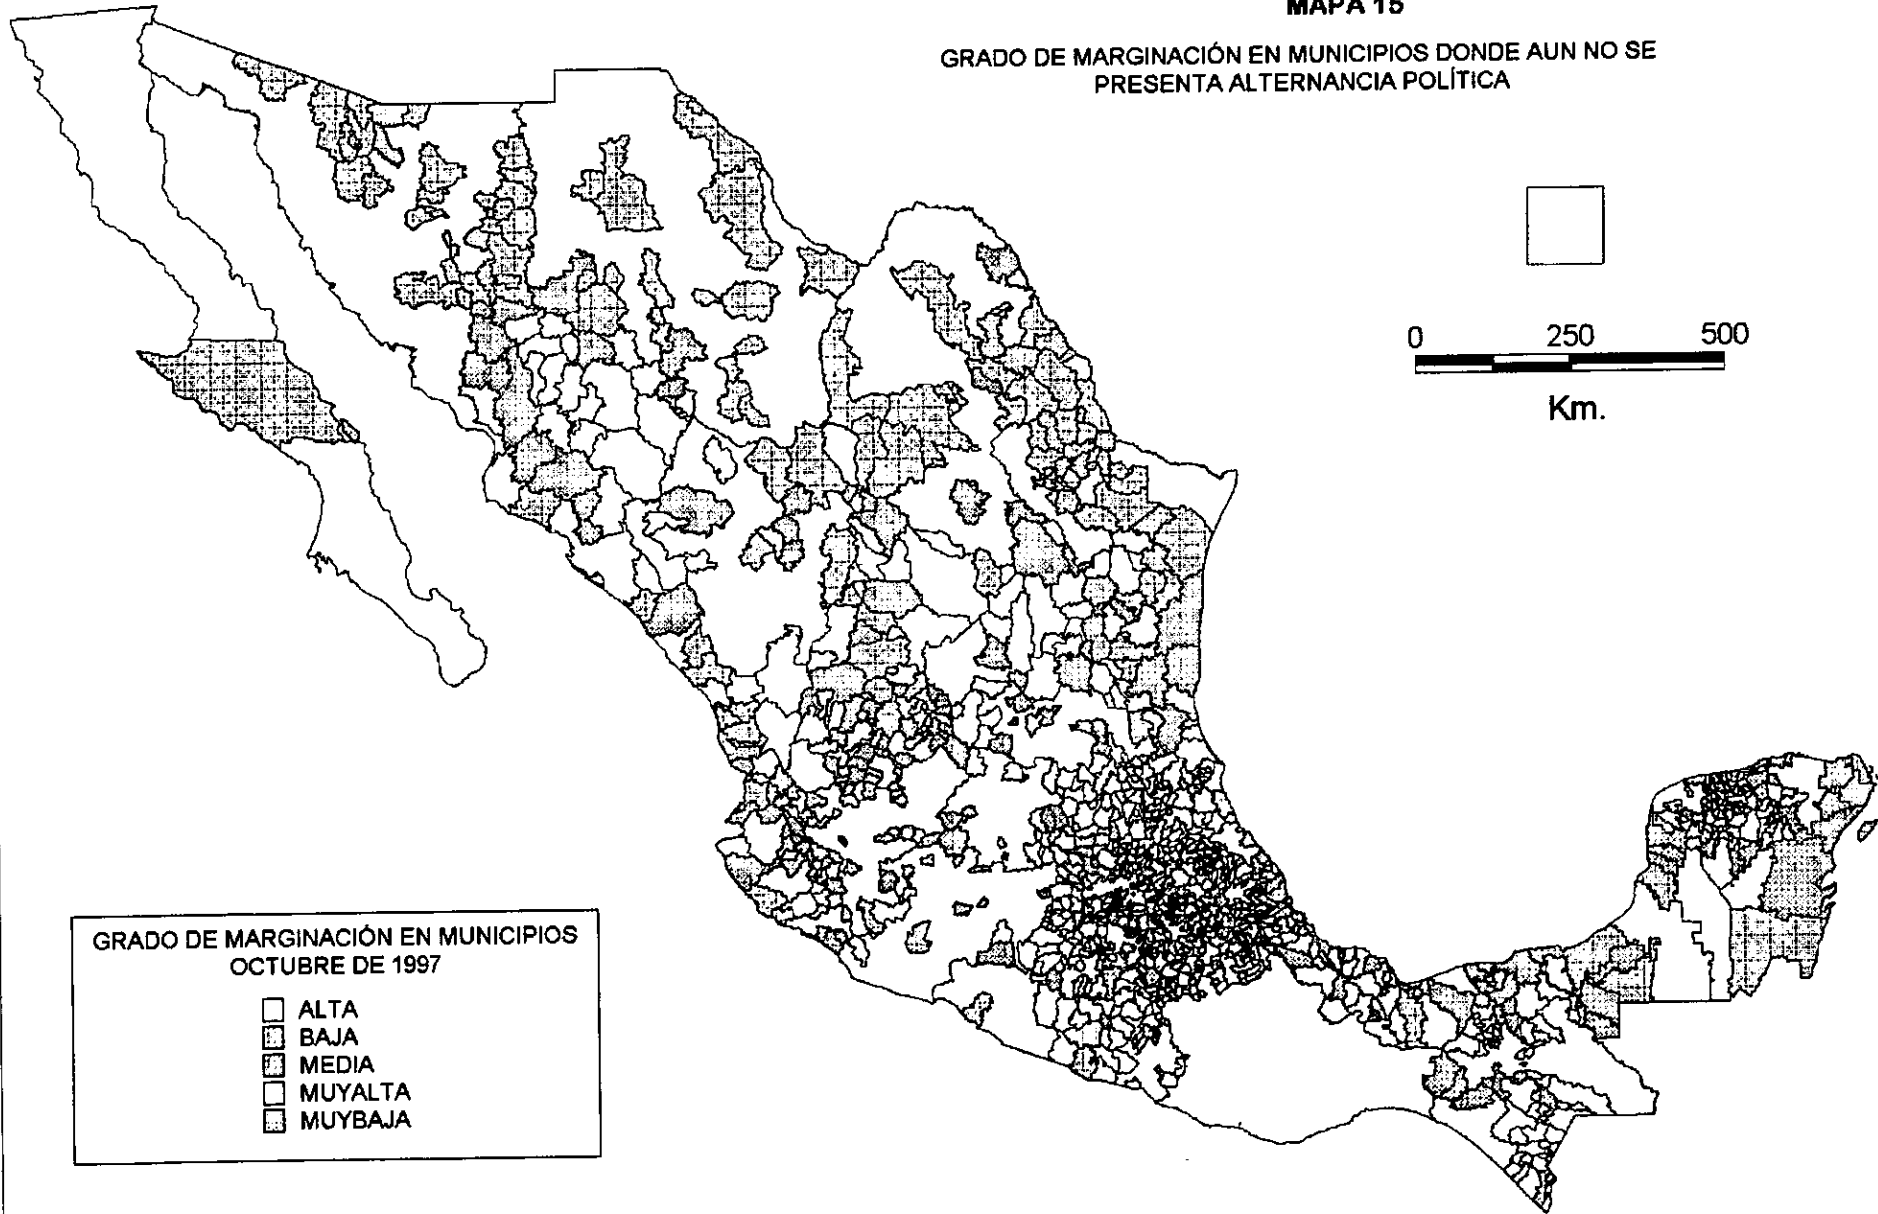 MAPA 15
GRADO DE MARGINACIÓN EN MUNICIPIOS DONDE AUN NO SE
PRESENTA ALTERNANCIA POLÍTICA
0 250 500
Km.
GRADO DE MARGINACIÓN EN MUNICIPIOS
OCTUBRE DE 1997
ALTA
BAJA
MEDIA
MUYALTA
MUYBAJA